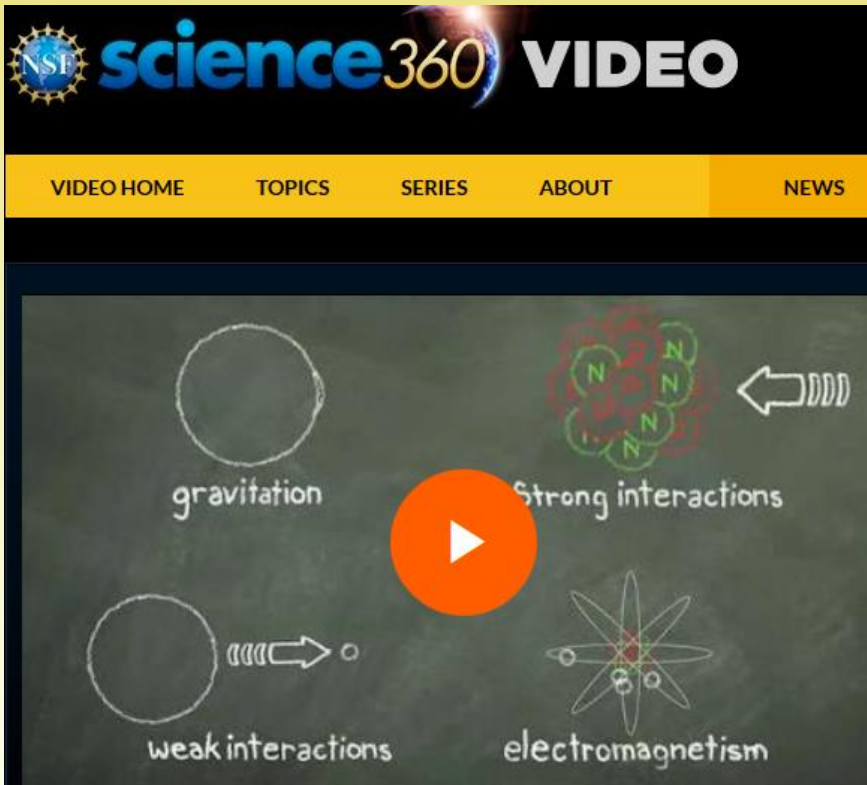 NSF science360 VIDEO
VIDEO HOME TOPICS SERIES ABOUT NEWS
N N
N
N
N
gravitation Strong interactions
weak interactions electromagnetism